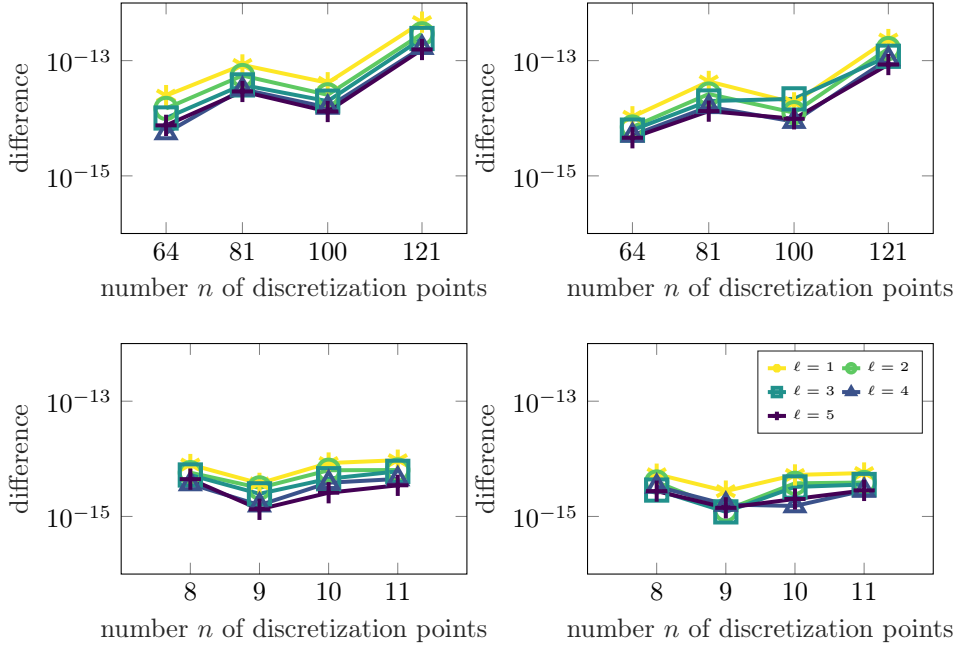 difference
10^{-13}
10^{-15}
64 81 100 121
number n of discretization points
difference
10^{-13}
10^{-15}
64 81 100 121
number n of discretization points
difference
10^{-13}
10^{-15}
8 9 10 11
number n of discretization points
difference
10^{-13}
10^{-15}
ℓ = 1 ℓ = 2
ℓ = 3 ℓ = 4
ℓ = 5
8 9 10 11
number n of discretization points